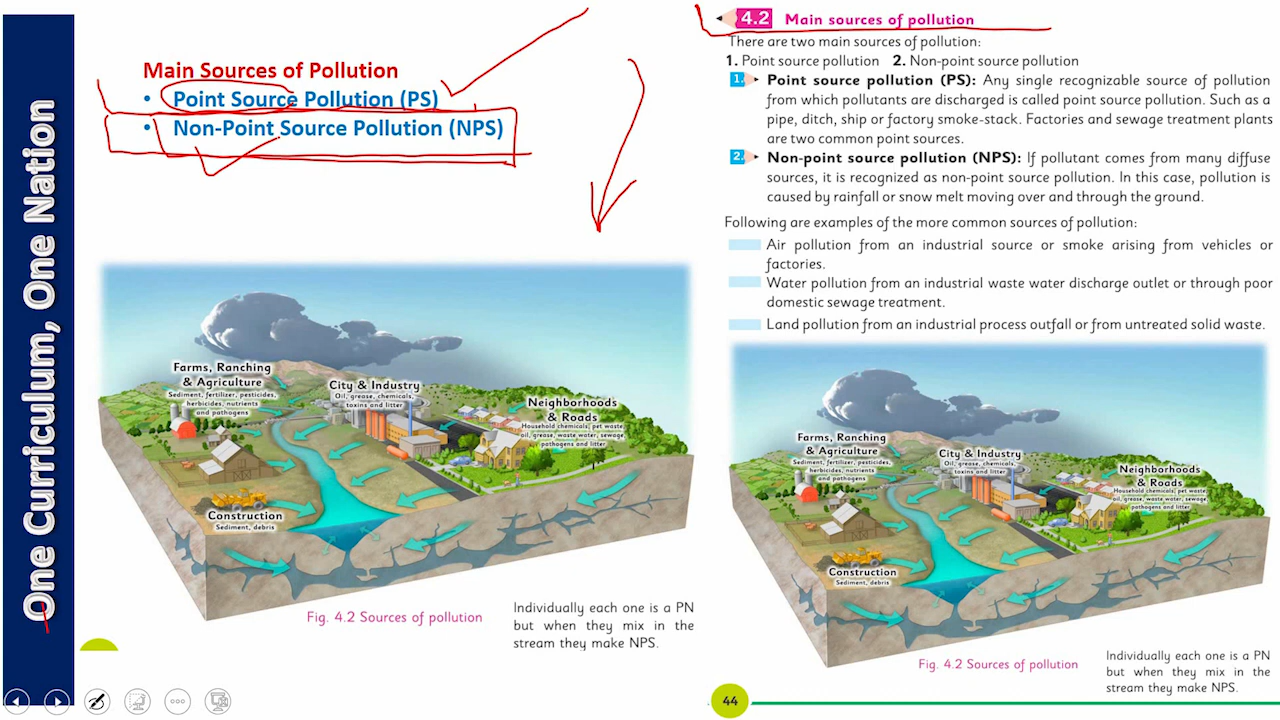 One Curriculum, One Nation
Main Sources of Pollution
• Point Source Pollution (PS)
• Non-Point Source Pollution (NPS)
Farms, Ranching
& Agriculture
Sediment, fertilizer, pesticides,
herbicides, nutrients
and pathogens
City & Industry
Oil, grease, chemicals,
toxins and litter
Neighborhoods
& Roads
Household chemicals, pet waste,
oil, grease, waste water, sewage,
pathogens and litter
Construction
Sediment, debris
Fig. 4.2 Sources of pollution
Individually each one is a PN
but when they mix in the
stream they make NPS.
4.2 Main sources of pollution
There are two main sources of pollution:
1. Point source pollution 2. Non-point source pollution
1. Point source pollution (PS): Any single recognizable source of pollution
from which pollutants are discharged is called point source pollution. Such as a
pipe, ditch, ship or factory smoke-stack. Factories and sewage treatment plants
are two common point sources.
2. Non-point source pollution (NPS): If pollutant comes from many diffuse
sources, it is recognized as non-point source pollution. In this case, pollution is
caused by rainfall or snow melt moving over and through the ground.
Following are examples of the more common sources of pollution:
Air pollution from an industrial source or smoke arising from vehicles or
factories.
Water pollution from an industrial waste water discharge outlet or through poor
domestic sewage treatment.
Land pollution from an industrial process outfall or from untreated solid waste.
Farms, Ranching
& Agriculture
Sediment, fertilizer, pesticides,
herbicides, nutrients
and pathogens
City & Industry
Oil, grease, chemicals,
toxins and litter
Neighborhoods
& Roads
Household chemicals, pet waste,
oil, grease, waste water, sewage,
pathogens and litter
Construction
Sediment, debris
Fig. 4.2 Sources of pollution
Individually each one is a PN
but when they mix in the
stream they make NPS.
44